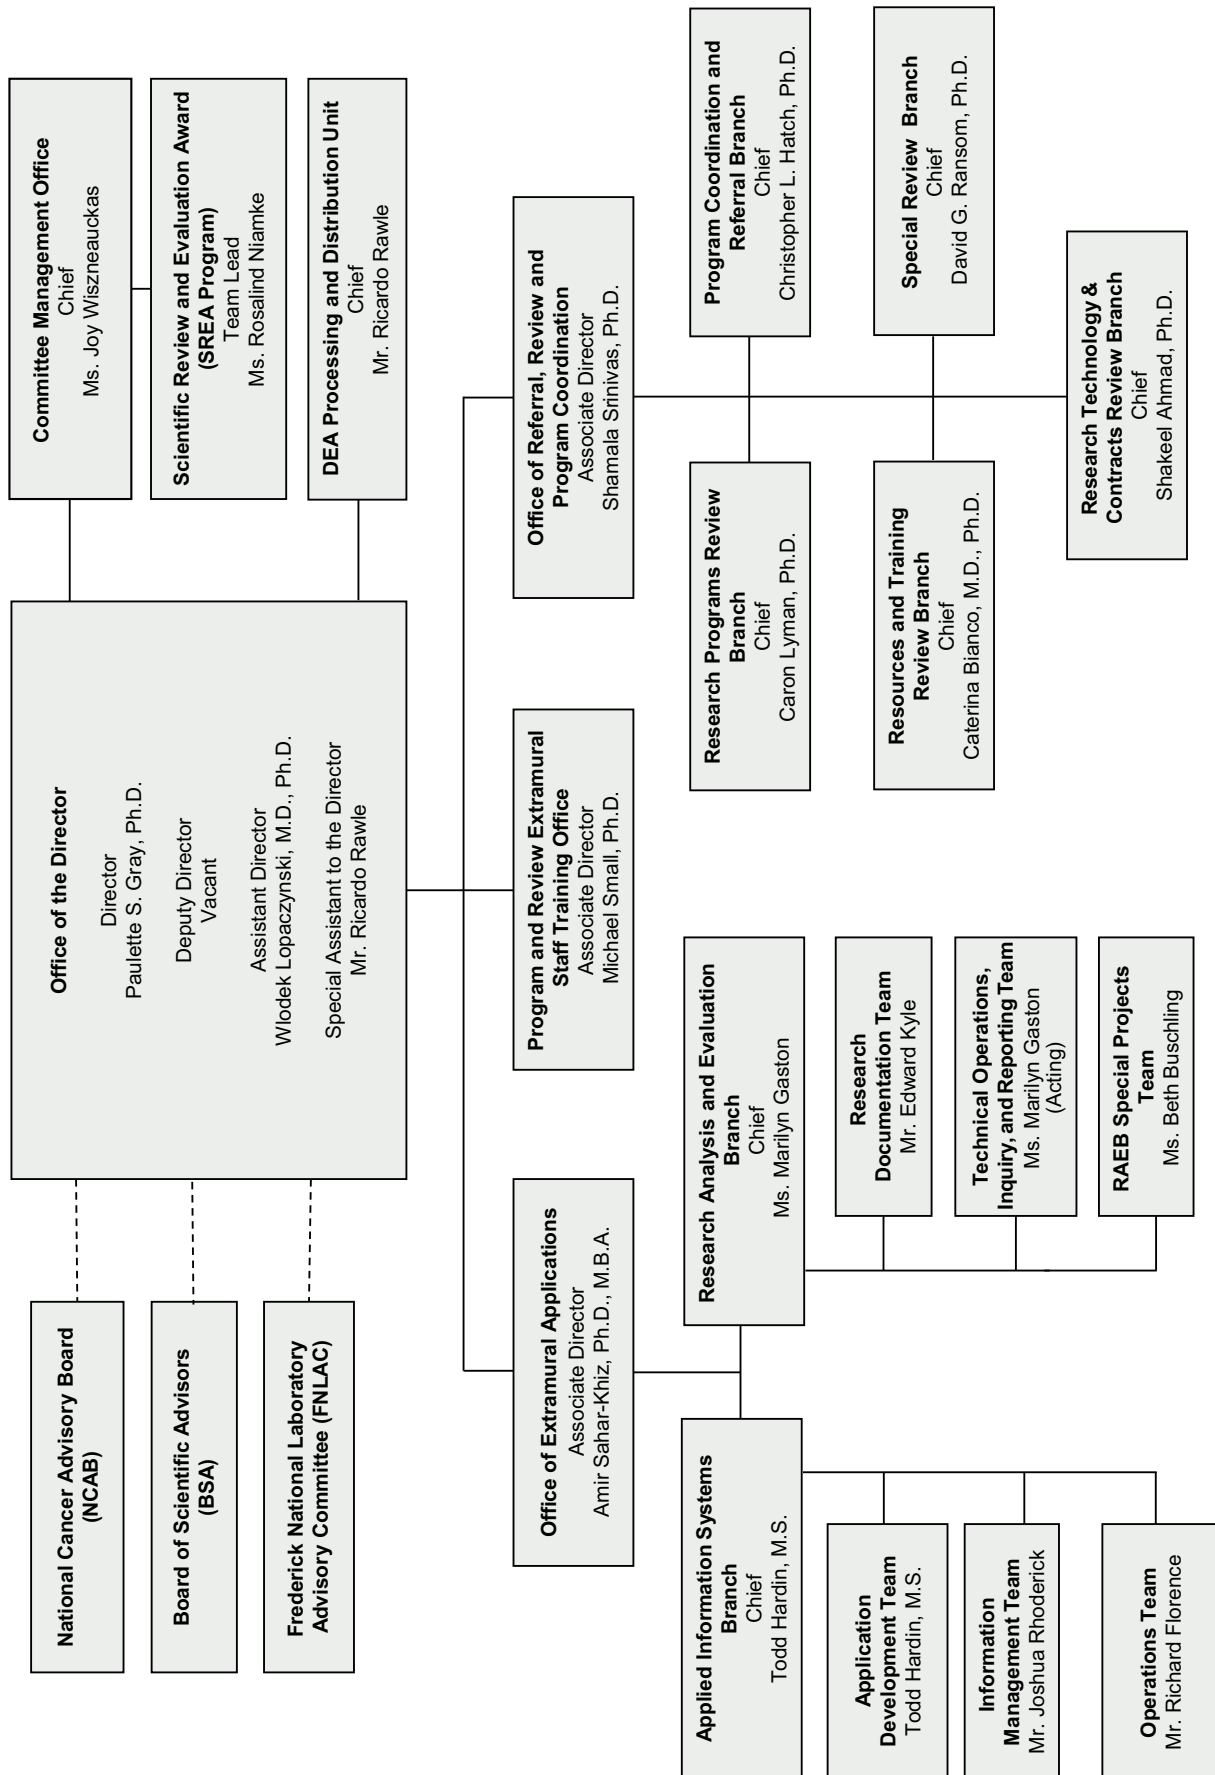 National Cancer Advisory Board
(NCAB)
Board of Scientific Advisors
(BSA)
Frederick National Laboratory
Advisory Committee (FNLAC)
Office of the Director
Director
Paulette S. Gray, Ph.D.
Deputy Director
Vacant
Assistant Director
Wlodek Lopaczynski, M.D., Ph.D.
Special Assistant to the Director
Mr. Ricardo Rawle
Committee Management Office
Chief
Ms. Joy Wiszneauckas
Scientific Review and Evaluation Award
(SREA Program)
Team Lead
Ms. Rosalind Niamke
DEA Processing and Distribution Unit
Chief
Mr. Ricardo Rawle
Office of Extramural Applications
Associate Director
Amir Sahar-Khiz, Ph.D., M.B.A.
Program and Review Extramural
Staff Training Office
Associate Director
Michael Small, Ph.D.
Office of Referral, Review and
Program Coordination
Associate Director
Shamala Srinivas, Ph.D.
Applied Information Systems
Branch
Chief
Todd Hardin, M.S.
Application
Development Team
Todd Hardin, M.S.
Information
Management Team
Mr. Joshua Rhoderick
Operations Team
Mr. Richard Florence
Research Analysis and Evaluation
Branch
Chief
Ms. Marilyn Gaston
Research
Documentation Team
Mr. Edward Kyle
Technical Operations,
Inquiry, and Reporting Team
Ms. Marilyn Gaston
(Acting)
RAEB Special Projects
Team
Ms. Beth Buschling
Research Programs Review
Branch
Chief
Caron Lyman, Ph.D.
Program Coordination and
Referral Branch
Chief
Christopher L. Hatch, Ph.D.
Resources and Training
Review Branch
Chief
Caterina Bianco, M.D., Ph.D.
Special Review Branch
Chief
David G. Ransom, Ph.D.
Research Technology &
Contracts Review Branch
Chief
Shakeel Ahmad, Ph.D.